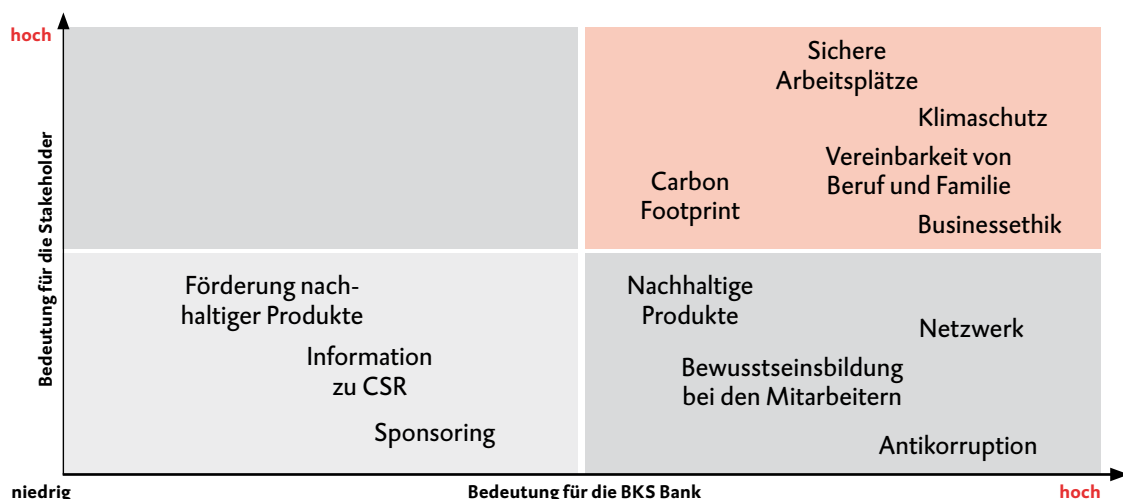 hoch
Bedeutung für die Stakeholder
Sichere
Arbeitsplätze
Klimaschutz
Vereinbarkeit von
Beruf und Familie
Carbon
Footprint
Businessethik
Förderung nach-
haltiger Produkte
Information
zu CSR
Sponsoring
Nachhaltige
Produkte
Netzwerk
Bewusstseinsbildung
bei den Mitarbeitern
Antikorruption
niedrig
Bedeutung für die BKS Bank
hoch